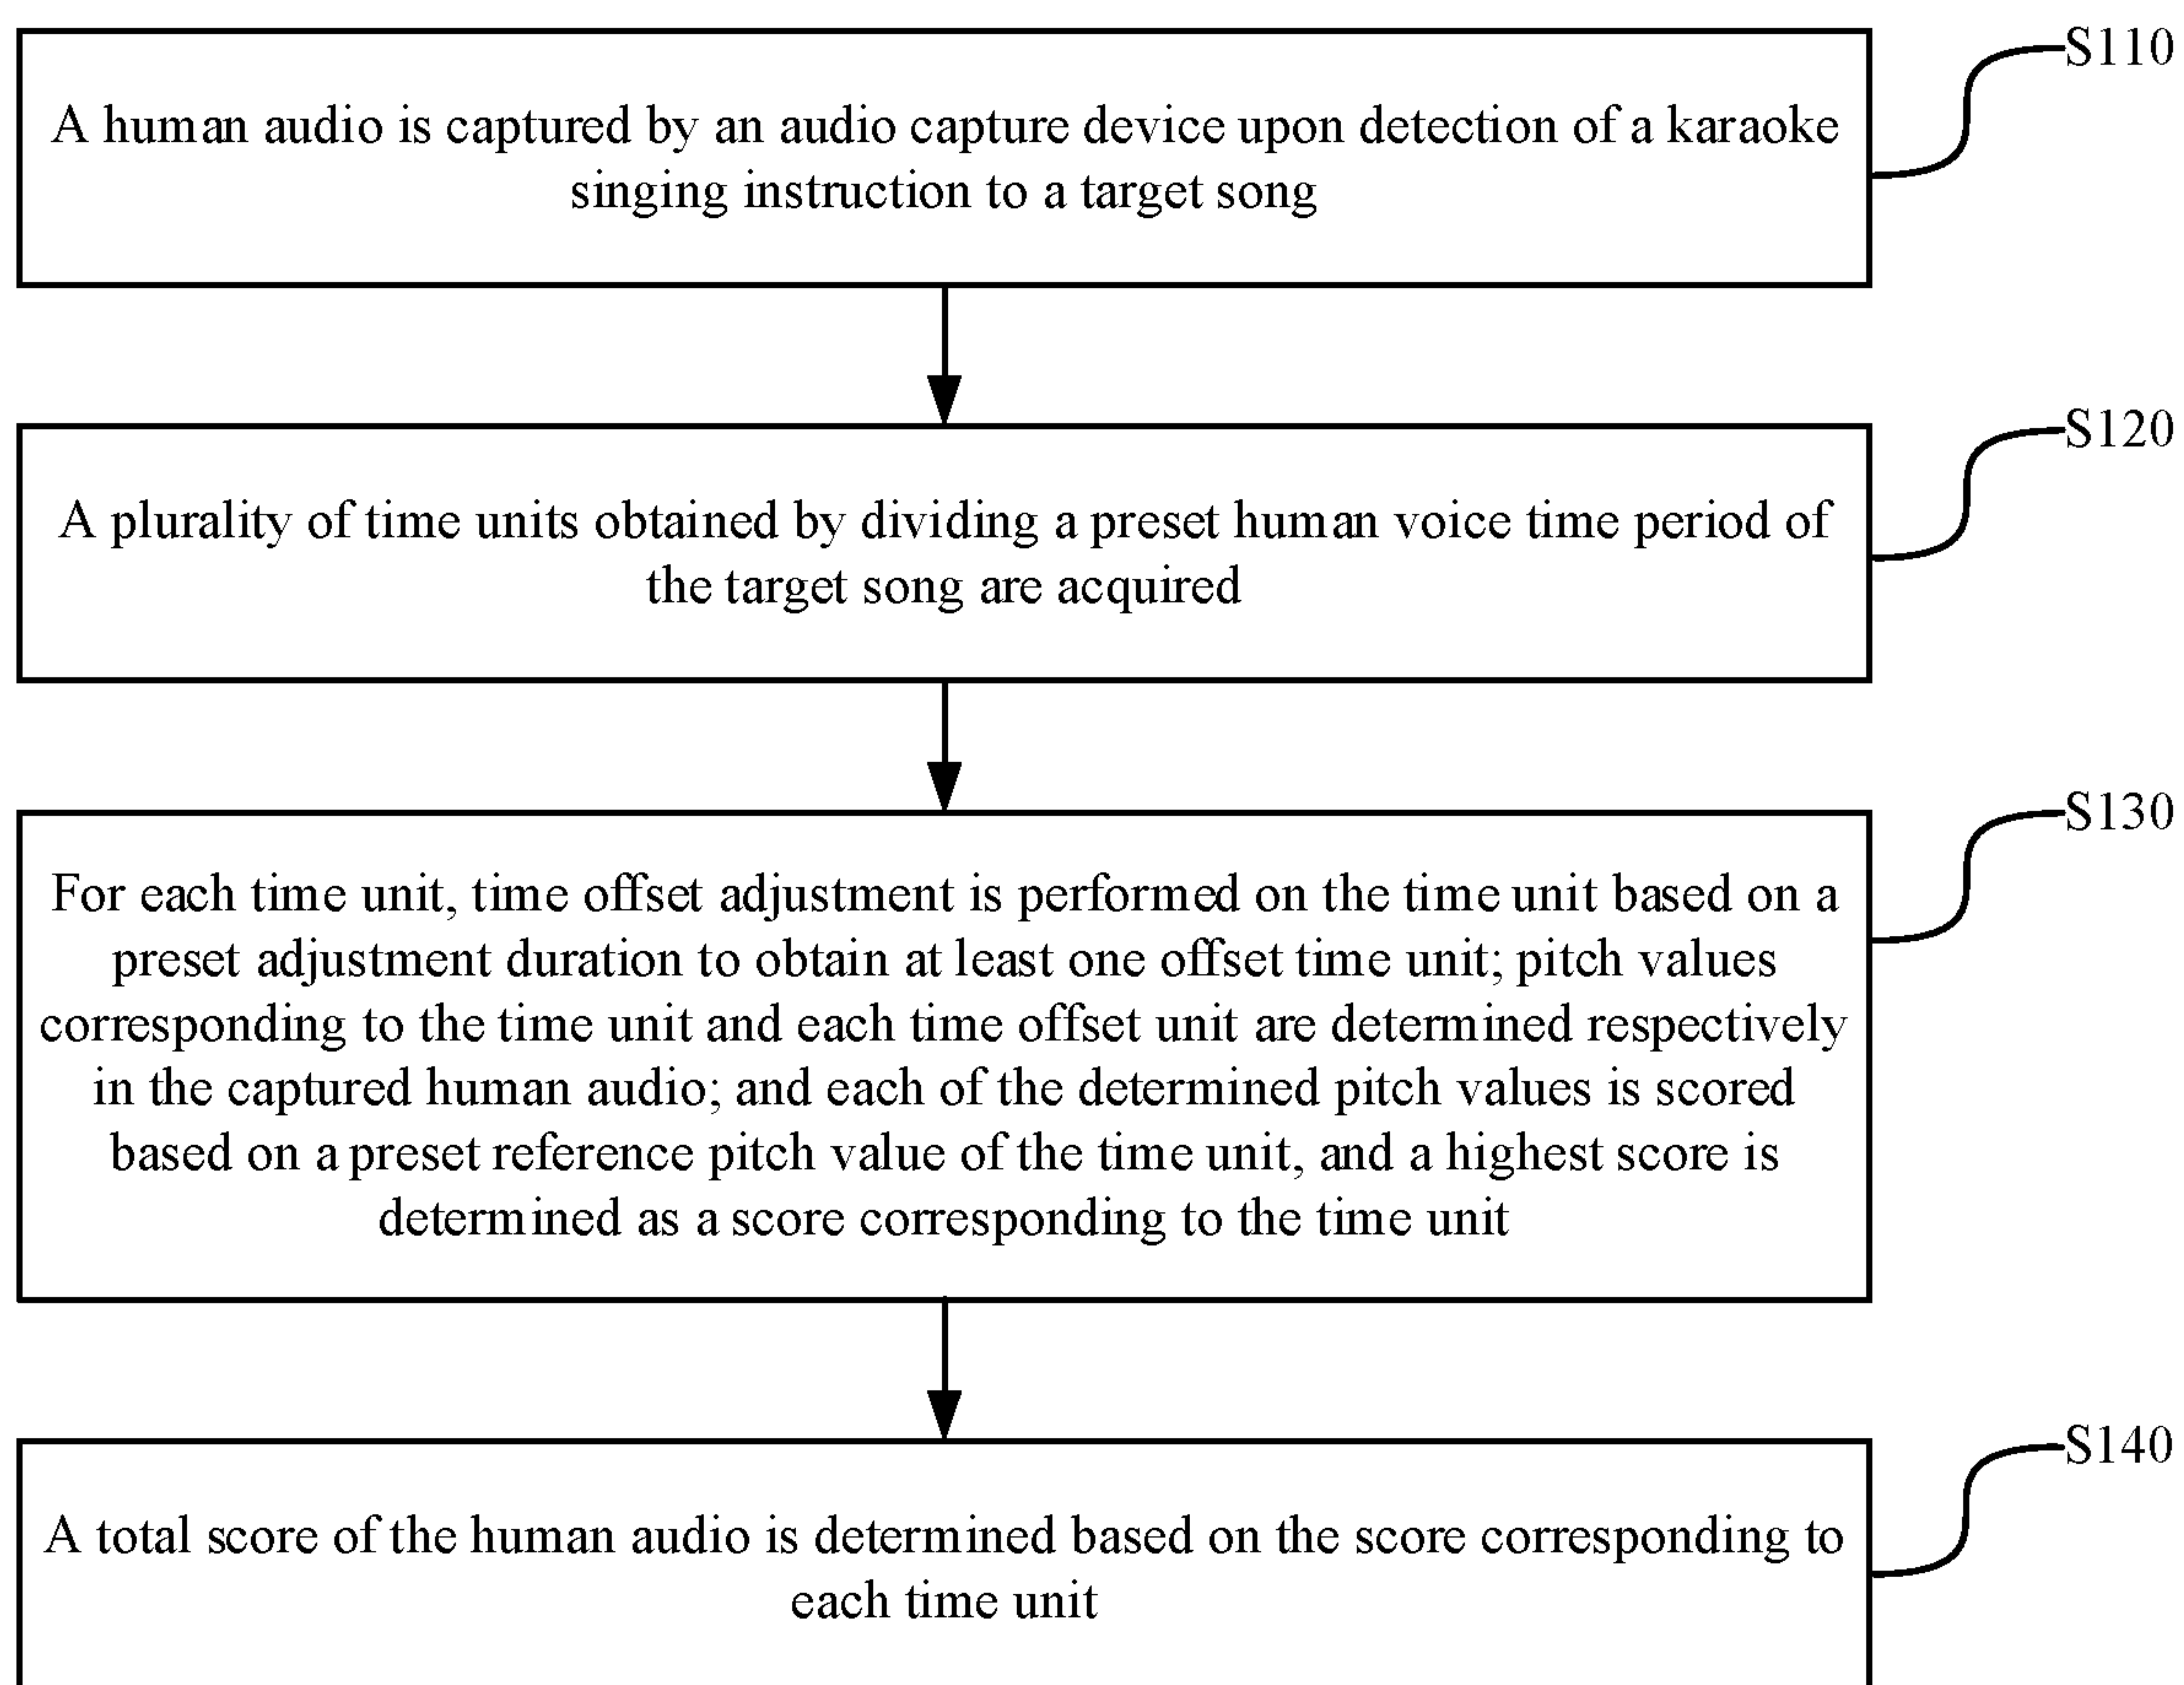 S110
A human audio is captured by an audio capture device upon detection of a karaoke
singing instruction to a target song
S120
A plurality of time units obtained by dividing a preset human voice time period of
the target song are acquired
S130
For each time unit, time offset adjustment is performed on the time unit based on a
preset adjustment duration to obtain at least one offset time unit; pitch values
corresponding to the time unit and each time offset unit are determined respectively
in the captured human audio; and each of the determined pitch values is scored
based on a preset reference pitch value of the time unit, and a highest score is
determined as a score corresponding to the time unit
S140
A total score of the human audio is determined based on the score corresponding to
each time unit